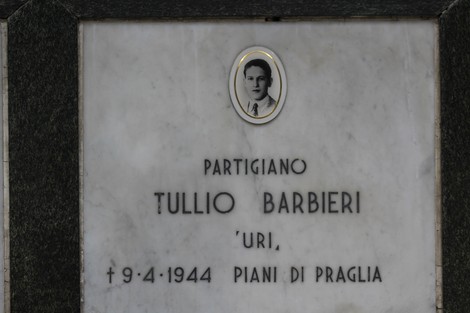 PARTIGIANO
TULLIO BARBIERI
'URI,
† 9·4·1944 PIANI DI PRAGLIA